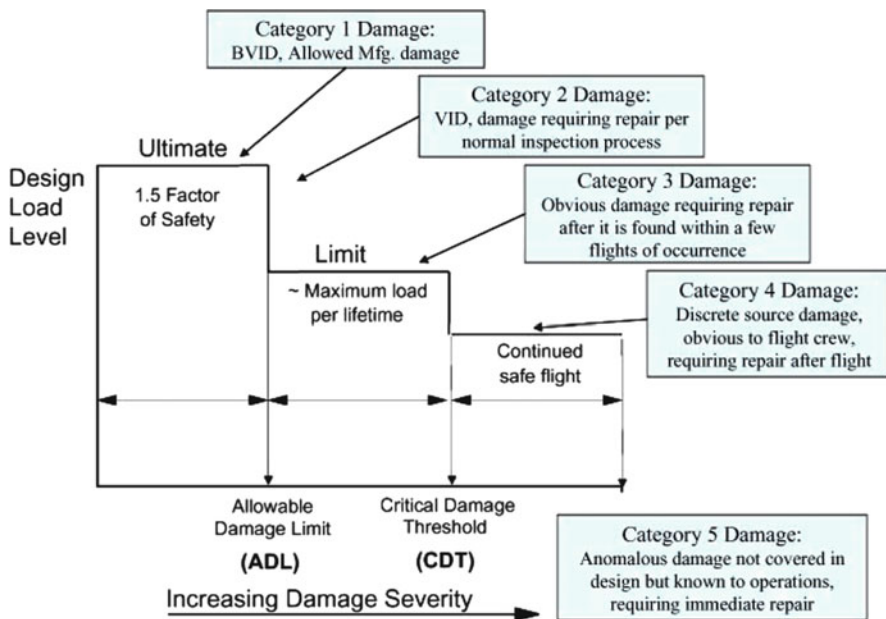 Category 1 Damage:
BVID, Allowed Mfg. damage
Category 2 Damage:
VID, damage requiring repair per
normal inspection process
Ultimate
Design
Load
Level
1.5 Factor
of Safety
Category 3 Damage:
Obvious damage requiring repair
after it is found within a few
flights of occurrence
Limit
~ Maximum load
per lifetime
Category 4 Damage:
Discrete source damage,
obvious to flight crew,
requiring repair after flight
Continued
safe flight
Allowable
Damage Limit
(ADL)
Critical Damage
Threshold
(CDT)
Category 5 Damage:
Anomalous damage not covered in
design but known to operations,
requiring immediate repair
Increasing Damage Severity